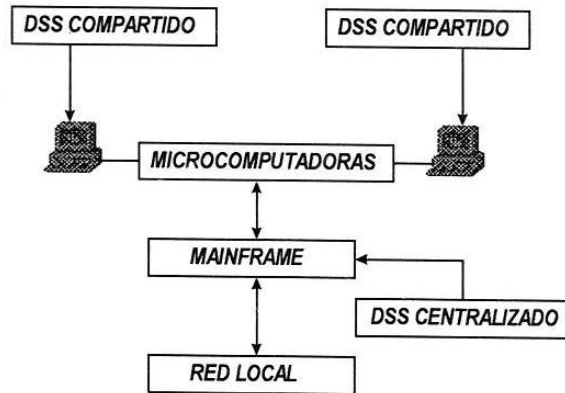 DSS COMPARTIDO
DSS COMPARTIDO
MICROCOMPUTADORAS
MAINFRAME
DSS CENTRALIZADO
RED LOCAL